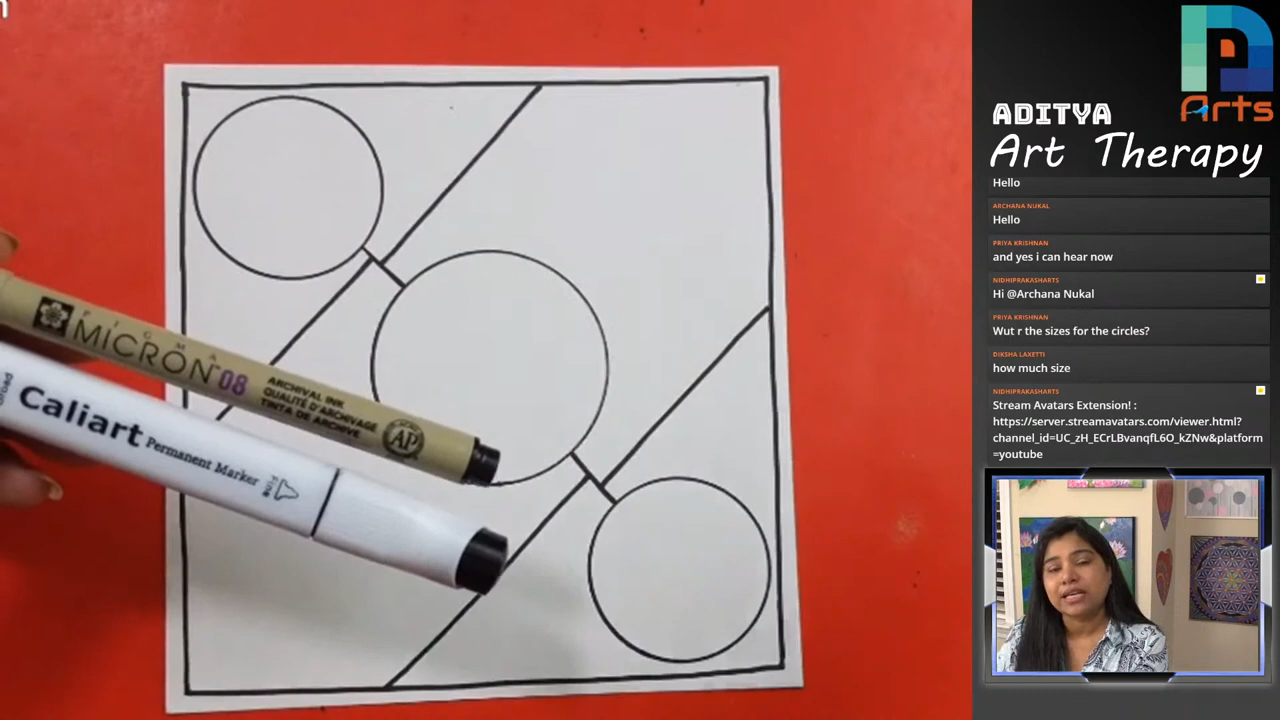 PIGMA
MICRON 08
ARCHIVAL INK
QUALITÉ D'ARCHIVAGE
TINTA DE ARCHIVE
AP
Caliart Permanent Marker
Fine
Arts
ADITYA
Art Therapy
Hello
ARCHANA NUKAL
Hello
PRIYA KRISHNAN
and yes i can hear now
NIDHIPRAKASHARTS
Hi @Archana Nukal
PRIYA KRISHNAN
Wut r the sizes for the circles?
DIKSHA LAXETTI
how much size
NIDHIPRAKASHARTS
Stream Avatars Extension! :
https://server.streamavatars.com/viewer.html?
channel_id=UC_zH_ECrLBvanqfL6O_kZNw&platform
=youtube